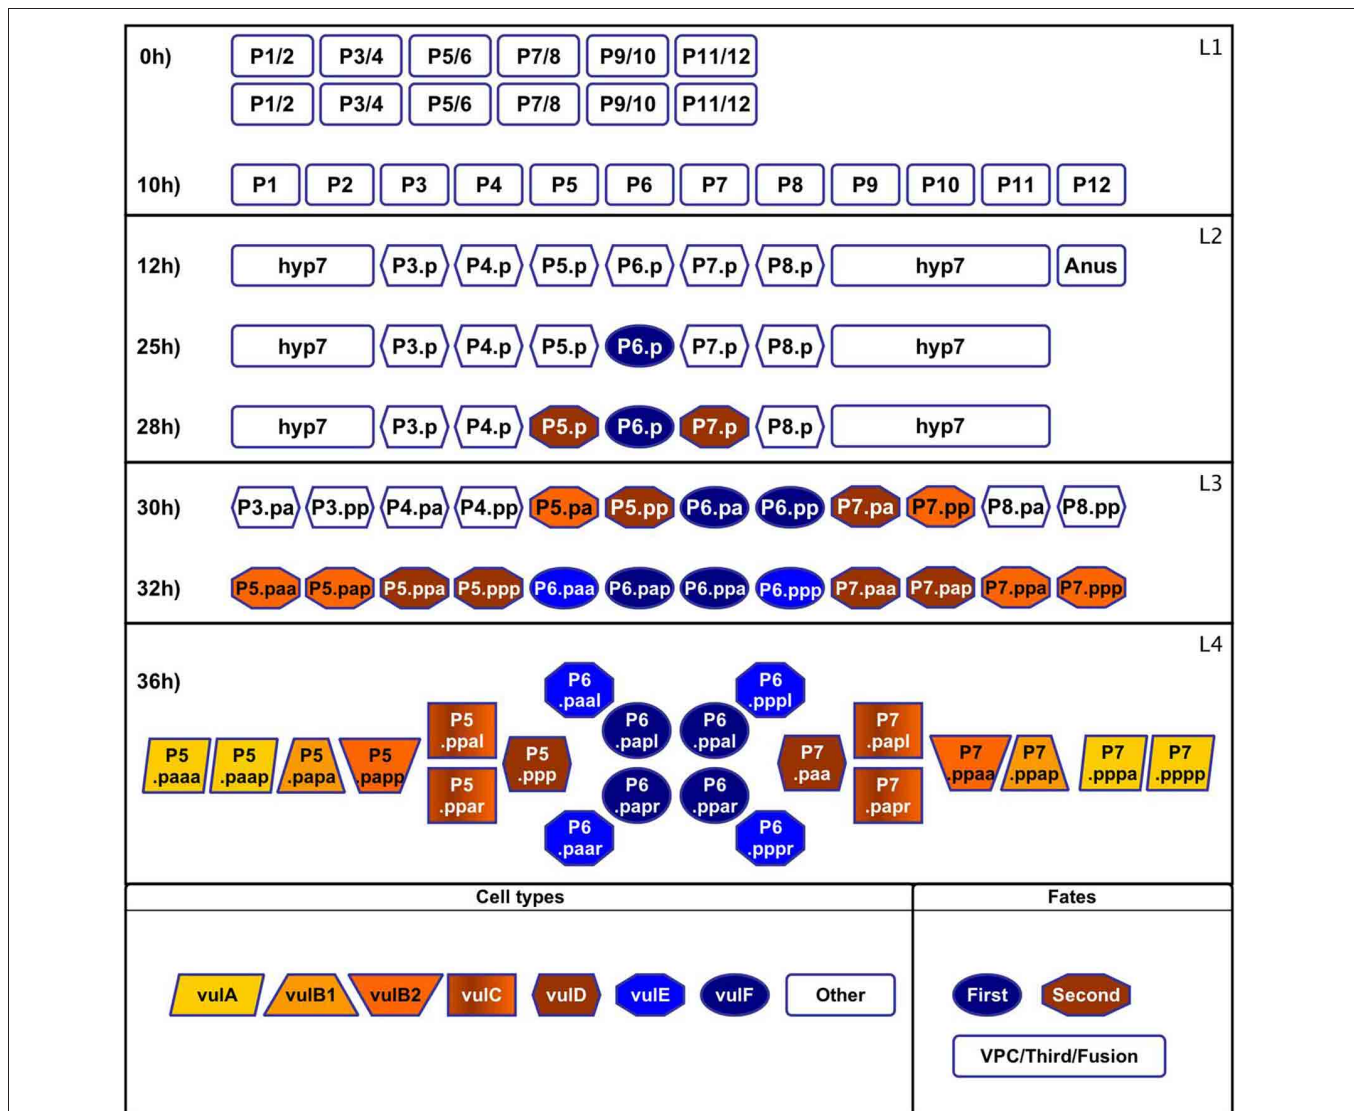 0h) P1/2 P3/4 P5/6 P7/8 P9/10 P11/12 L1
P1/2 P3/4 P5/6 P7/8 P9/10 P11/12
10h) P1 P2 P3 P4 P5 P6 P7 P8 P9 P10 P11 P12
L2
12h) hyp7 P3.p P4.p P5.p P6.p P7.p P8.p hyp7 Anus
25h) hyp7 P3.p P4.p P5.p P6.p P7.p P8.p hyp7
28h) hyp7 P3.p P4.p P5.p P6.p P7.p P8.p hyp7
L3
30h) P3.pa P3.pp P4.pa P4.pp P5.pa P5.pp P6.pa P6.pp P7.pa P7.pp P8.pa P8.pp
32h) P5.paa P5.pap P5.ppa P5.ppp P6.paa P6.pap P6.ppa P6.ppp P7.paa P7.pap P7.ppa P7.ppp
L4
36h)
P5
.paaa
P5
.paap
P5
.papa
P5
.papp
P5
.ppal
P5
.ppar
P5
.ppp
P6
.paal
P6
.papl
P6
.papr
P6
.paar
P6
.pppl
P6
.ppal
P6
.ppar
P6
.pppr
P7
.paa
P7
.papl
P7
.papr
P7
.ppaa
P7
.ppap
P7
.pppa
P7
.pppp
Cell types
vulA vulB1 vulB2 vulC vulD vulE vulF Other
Fates
First Second
VPC/Third/Fusion